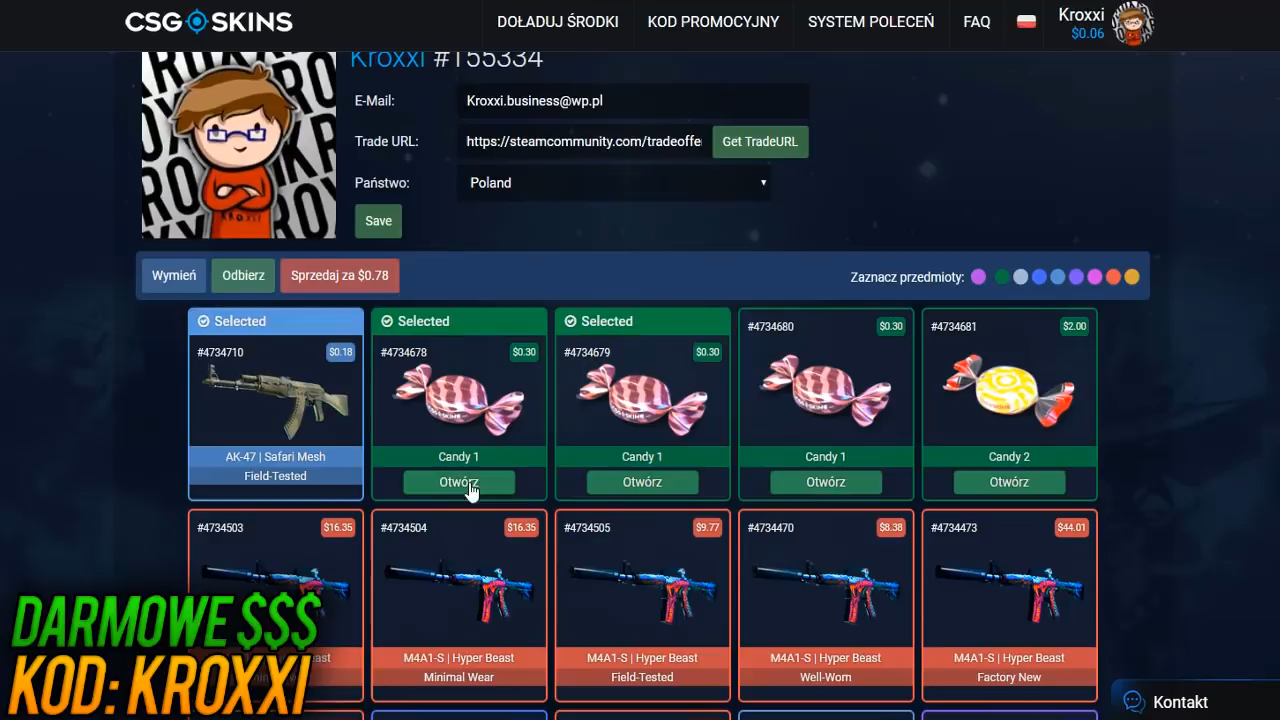 CSG SKINS
DOŁADUJ ŚRODKI
KOD PROMOCYJNY
SYSTEM POLECEŃ
FAQ
Kroxxi
$0.06
Kroxxi #155334
E-Mail:
Kroxxi.business@wp.pl
Trade URL:
https://steamcommunity.com/tradeoffe
Get TradeURL
Państwo:
Poland
Save
Wymień
Odbierz
Sprzedaj za $0.78
Zaznacz przedmioty:
Selected
Selected
Selected
#4734710 $0.18
#4734678 $0.30
#4734679 $0.30
#4734680 $0.30
#4734681 $2.00
AK-47 | Safari Mesh
Field-Tested
Candy 1
Otwórz
Candy 1
Otwórz
Candy 1
Otwórz
Candy 2
Otwórz
#4734503 $16.35
#4734504 $16.35
#4734505 $9.77
#4734470 $8.38
#4734473 $44.01
M4A1-S | Hyper Beast
Minimal Wear
M4A1-S | Hyper Beast
Field-Tested
M4A1-S | Hyper Beast
Well-Worn
M4A1-S | Hyper Beast
Factory New
DARMOWE $$$
KOD: KROXXI
Kontakt